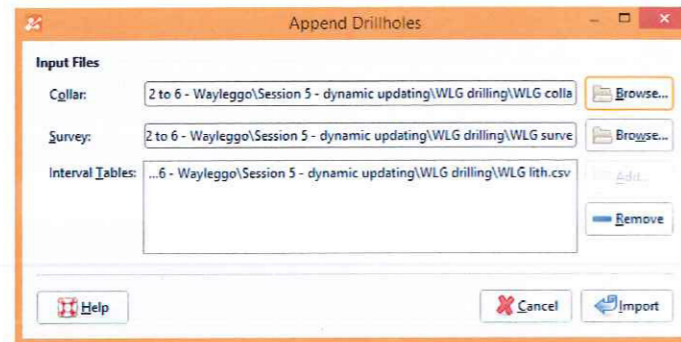 Append Drillholes
Input Files
Collar: 2 to 6 - Wayleggo\Session 5 - dynamic updating\WLG drilling\WLG colla Browse...
Survey: 2 to 6 - Wayleggo\Session 5 - dynamic updating\WLG drilling\WLG surve Browse...
Interval Tables: ...6 - Wayleggo\Session 5 - dynamic updating\WLG drilling\WLG lith.csv Add...
Remove
Help Cancel Import